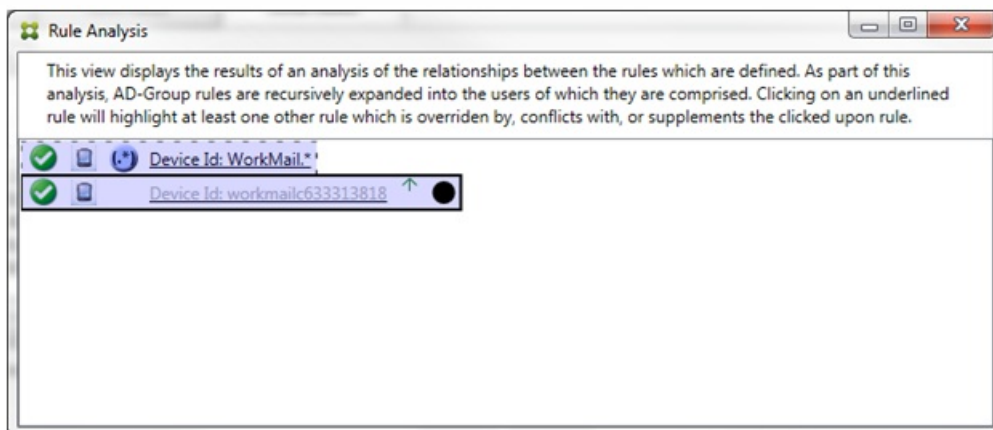 Rule Analysis
This view displays the results of an analysis of the relationships between the rules which are defined. As part of this
analysis, AD-Group rules are recursively expanded into the users of which they are comprised. Clicking on an underlined
rule will highlight at least one other rule which is overriden by, conflicts with, or supplements the clicked upon rule.
(.*) Device Id: WorkMail.*
Device Id: workmailc633313818